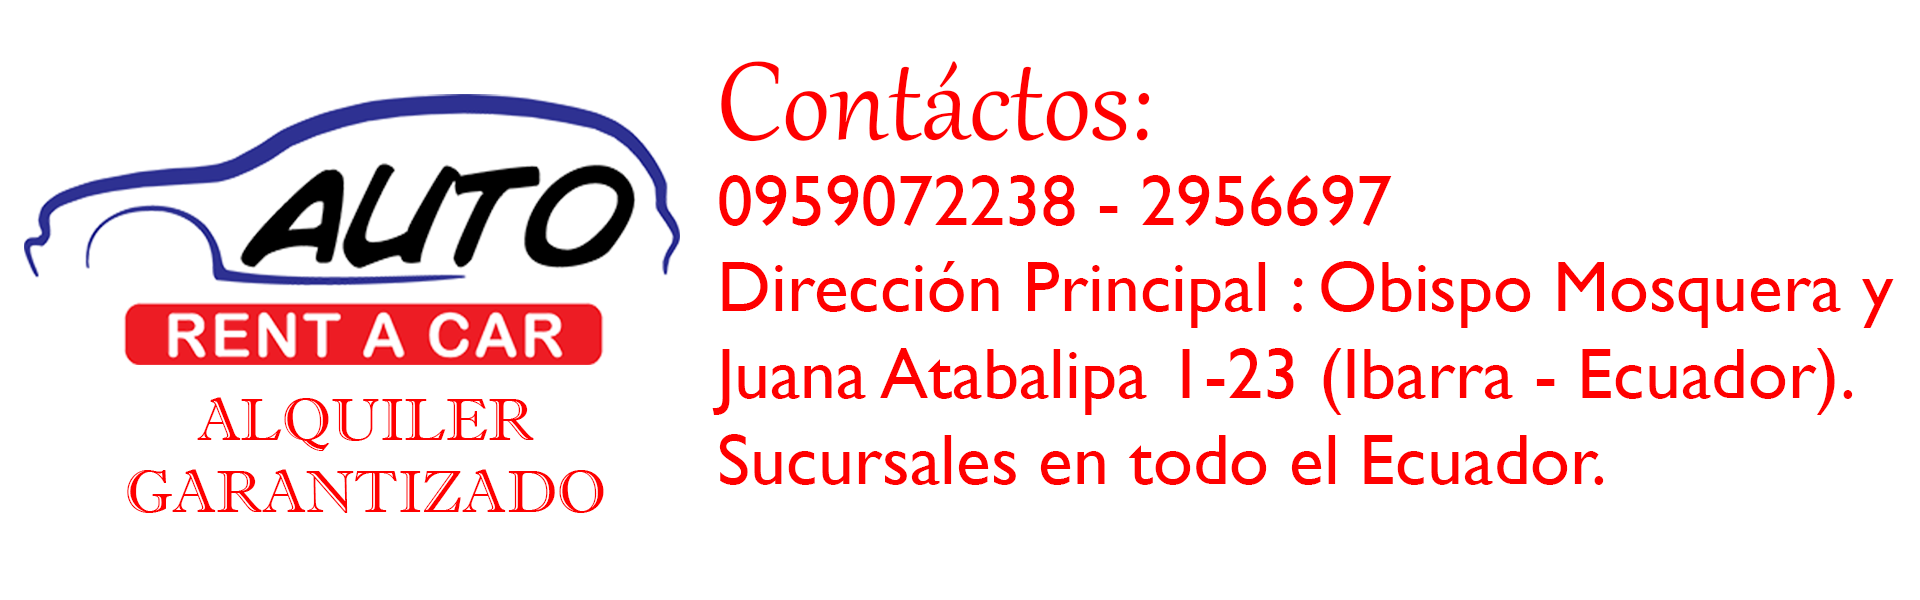 AUTO
RENT A CAR
ALQUILER
GARANTIZADO
Contáctos:
0959072238 - 2956697
Dirección Principal : Obispo Mosquera y
Juana Atabalipa 1-23 (Ibarra - Ecuador).
Sucursales en todo el Ecuador.